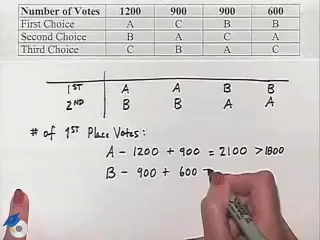 Number of Votes 1200 900 900 600
First Choice A C B B
Second Choice B A C A
Third Choice C B A C
1ST A A B B
2ND B B A A
# of 1ST Place Votes:
A - 1200 + 900 = 2100 > 1800
B - 900 + 600